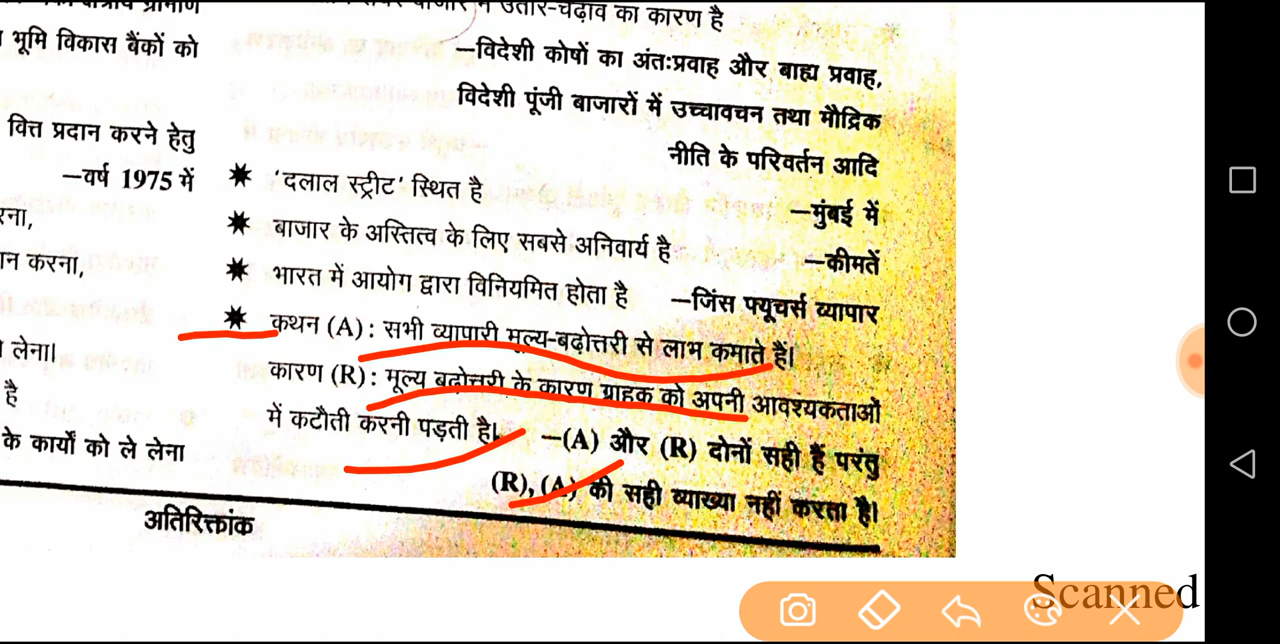 भूमि विकास बैंकों को
वित्त प्रदान करने हेतु
–वर्ष 1975 में
करना,
लेना।
है
के कार्यों को ले लेना
उतार-चढ़ाव का कारण है
–विदेशी कोषों का अंतःप्रवाह और बाह्य प्रवाह,
विदेशी पूंजी बाजारों में उच्चावचन तथा मौद्रिक
नीति के परिवर्तन आदि
✷ 'दलाल स्ट्रीट' स्थित है
–मुंबई में
✷ बाजार के अस्तित्व के लिए सबसे अनिवार्य है
–कीमतें
✷ भारत में आयोग द्वारा विनियमित होता है –जिंस फ्यूचर्स व्यापार
✷ कथन (A) : सभी व्यापारी मूल्य-बढ़ोत्तरी से लाभ कमाते हैं।
कारण (R) : मूल्य बढ़ोत्तरी के कारण ग्राहक को अपनी आवश्यकताओं
में कटौती करनी पड़ती है। –(A) और (R) दोनों सही हैं परंतु
(R), (A) की सही व्याख्या नहीं करता है।
अतिरिक्तांक
Scanned